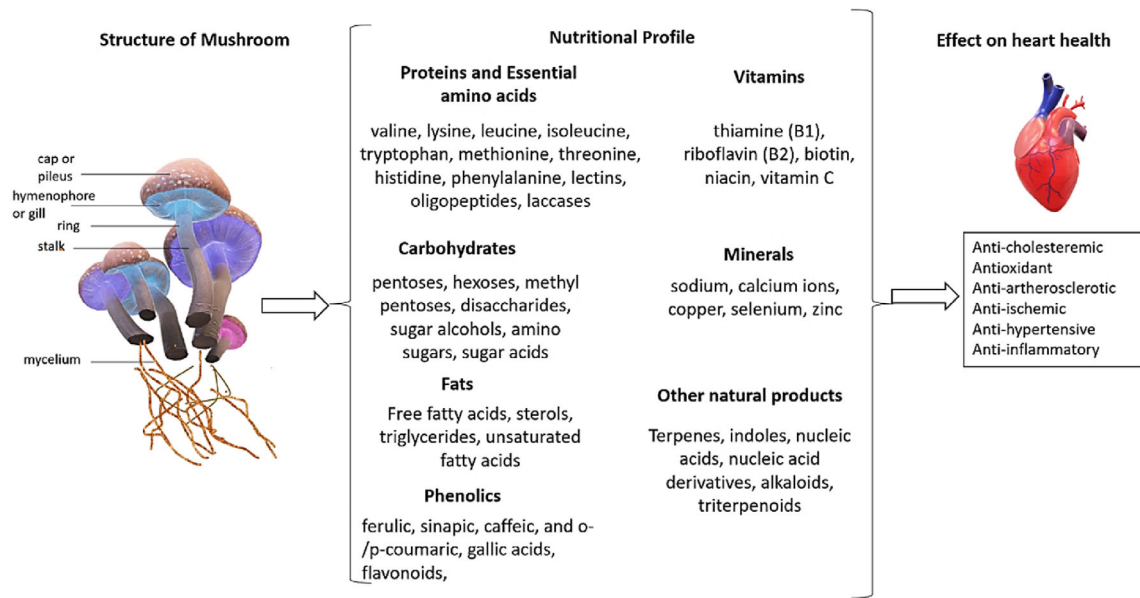 Structure of Mushroom
cap or
pileus
hymenophore
or gill
ring
stalk
mycelium
Nutritional Profile
Proteins and Essential
amino acids
valine, lysine, leucine, isoleucine,
tryptophan, methionine, threonine,
histidine, phenylalanine, lectins,
oligopeptides, laccases
Carbohydrates
pentoses, hexoses, methyl
pentoses, disaccharides,
sugar alcohols, amino
sugars, sugar acids
Fats
Free fatty acids, sterols,
triglycerides, unsaturated
fatty acids
Phenolics
ferulic, sinapic, caffeic, and o-
/p-coumaric, gallic acids,
flavonoids,
Vitamins
thiamine (B1),
riboflavin (B2), biotin,
niacin, vitamin C
Minerals
sodium, calcium ions,
copper, selenium, zinc
Other natural products
Terpenes, indoles, nucleic
acids, nucleic acid
derivatives, alkaloids,
triterpenoids
Effect on heart health
Anti-cholesteremic
Antioxidant
Anti-artherosclerotic
Anti-ischemic
Anti-hypertensive
Anti-inflammatory